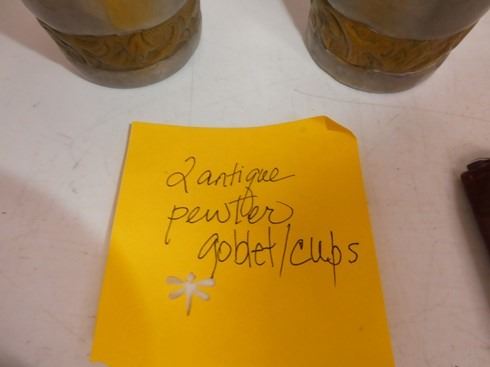 2 antique
pewter
goblet/cups